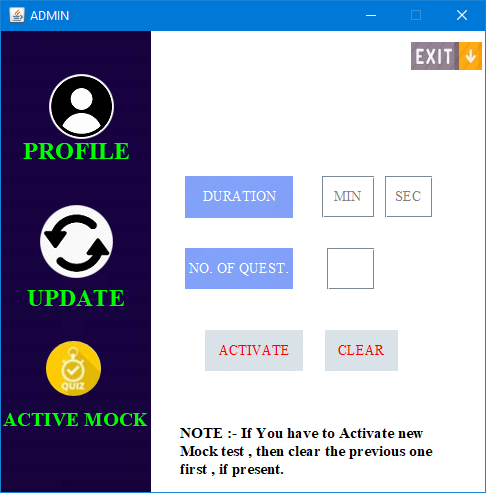 ADMIN
EXIT
PROFILE
DURATION
MIN
SEC
UPDATE
NO. OF QUEST.
QUIZ
ACTIVATE
CLEAR
ACTIVE MOCK
NOTE :- If You have to Activate new
Mock test , then clear the previous one
first , if present.